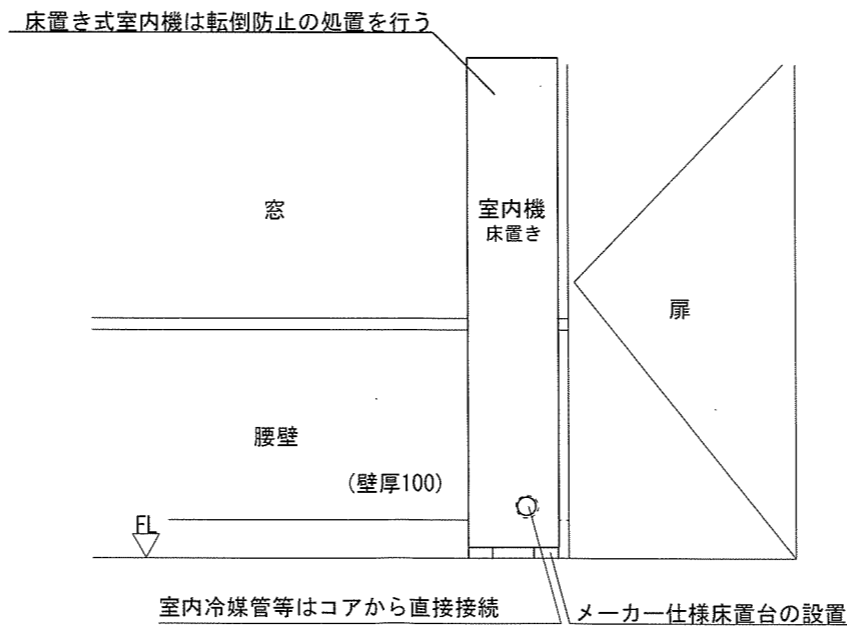 床置き式室内機は転倒防止の処置を行う
窓
室内機
床置き
扉
腰壁
(壁厚100)
FL
室内冷媒管等はコアから直接接続
メーカー仕様床置台の設置